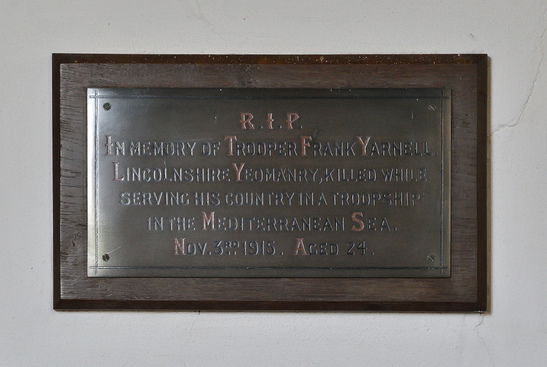 R.I.P.
IN MEMORY OF TROOPER FRANK YARNELL.
LINCOLNSHIRE YEOMANRY, KILLED WHILE
SERVING HIS COUNTRY IN A TROOPSHIP
IN THE MEDITERRANEAN SEA.
NOV. 3RD. 1915. AGED 24.